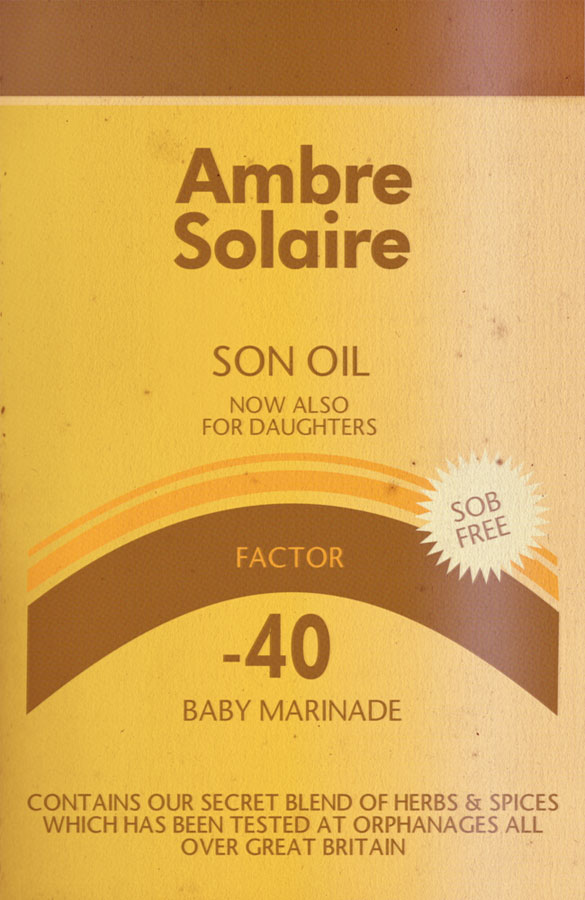 Ambre
Solaire
SON OIL
NOW ALSO
FOR DAUGHTERS
SOB
FREE
FACTOR
-40
BABY MARINADE
CONTAINS OUR SECRET BLEND OF HERBS & SPICES
WHICH HAS BEEN TESTED AT ORPHANAGES ALL
OVER GREAT BRITAIN